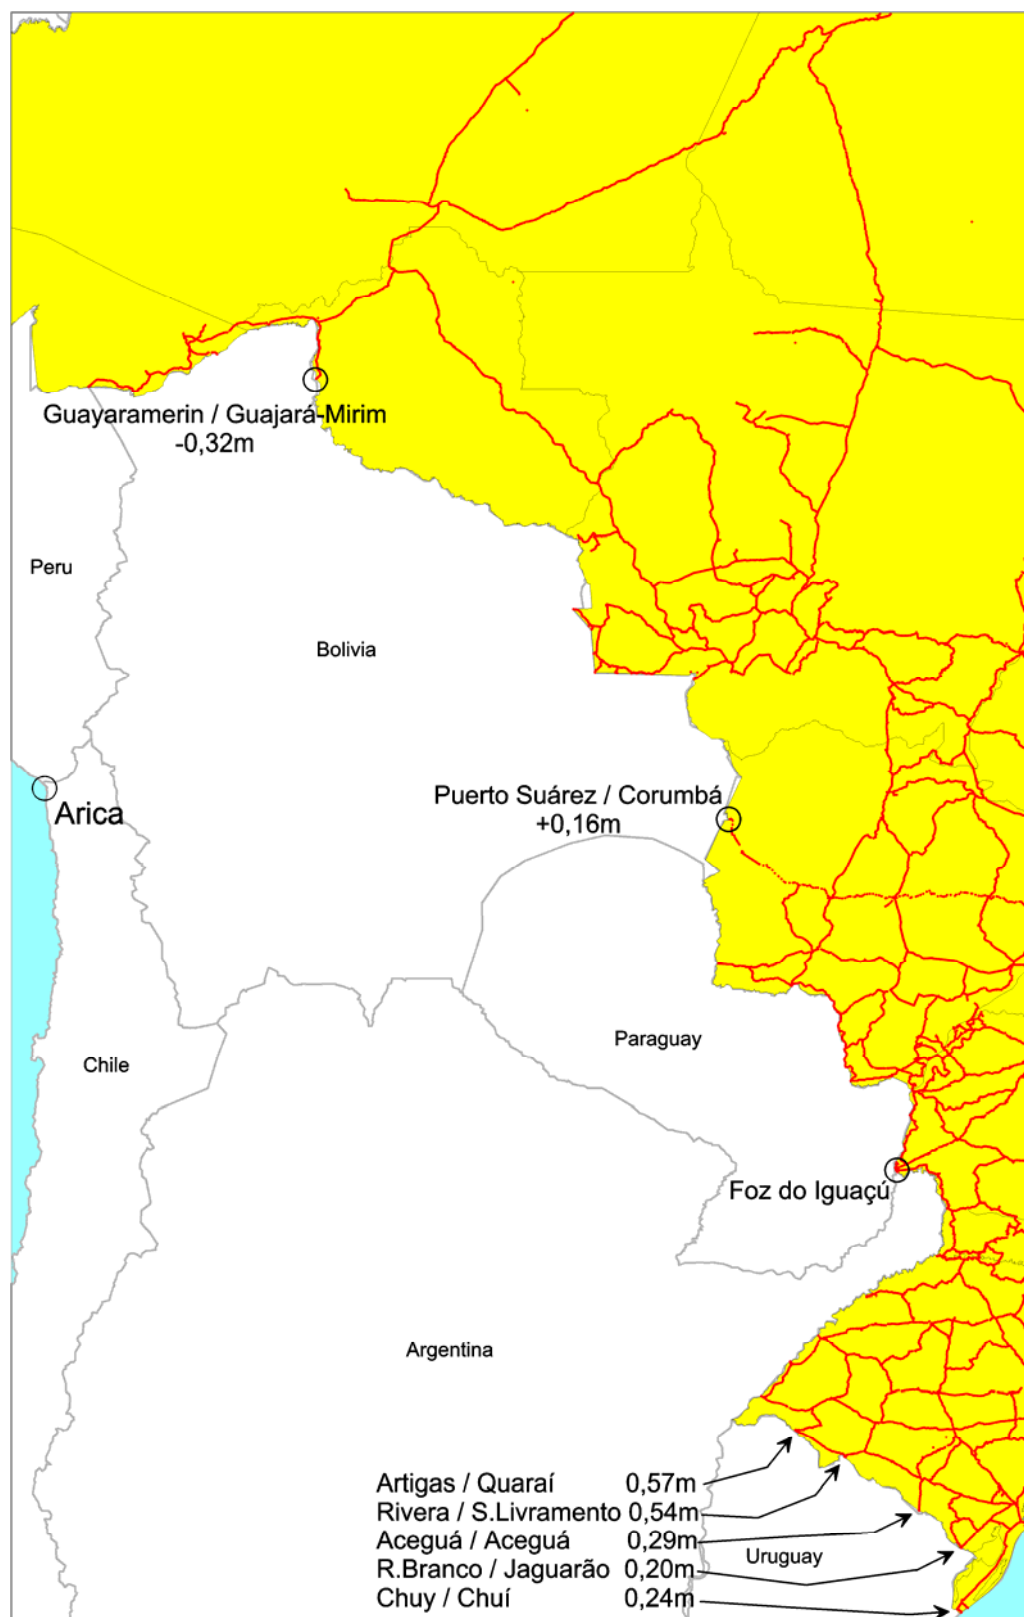 Guayaramerin / Guajará-Mirim
-0,32m
Peru
Bolivia
Puerto Suárez / Corumbá
+0,16m
Arica
Paraguay
Chile
Foz do Iguaçú
Argentina
Artigas / Quaraí 0,57m
Rivera / S.Livramento 0,54m
Aceguá / Aceguá 0,29m
Uruguay
R.Branco / Jaguarão 0,20m
Chuy / Chuí 0,24m